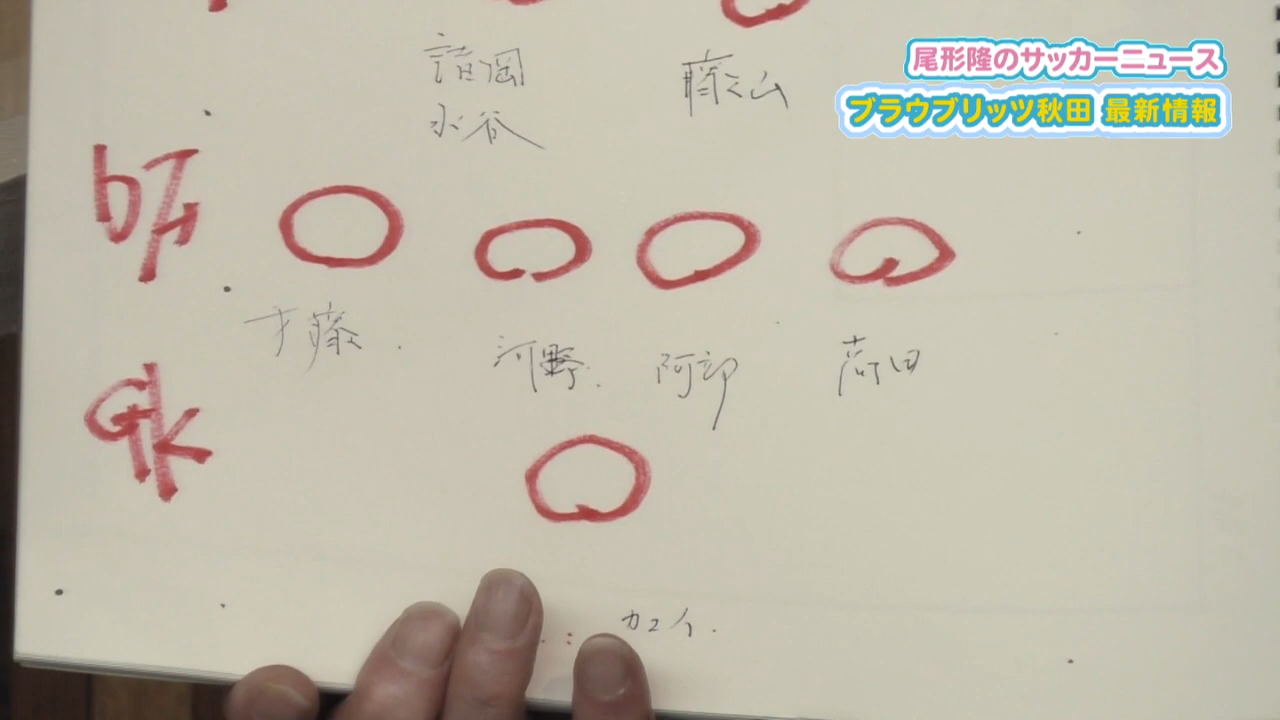 尾形隆のサッカーニュース
ブラウブリッツ秋田 最新情報
諸岡
水谷
藤山
DF
才藤
河野 阿部 高田
GK
カエイ